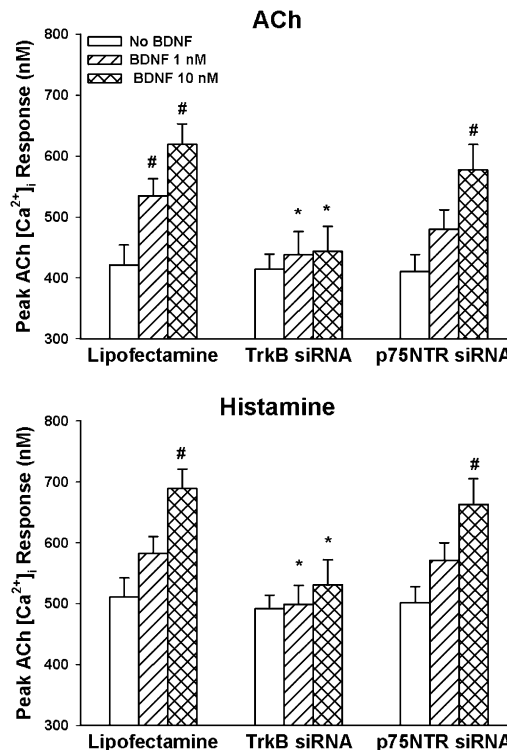 ACh
Peak ACh [Ca2+]i Response (nM)
800
700
600
500
400
300
No BDNF
BDNF 1 nM
BDNF 10 nM
#
#
*
*
#
Lipofectamine
TrkB siRNA
p75NTR siRNA
Histamine
Peak ACh [Ca2+]i Response (nM)
800
700
600
500
400
300
#
*
*
#
Lipofectamine
TrkB siRNA
p75NTR siRNA